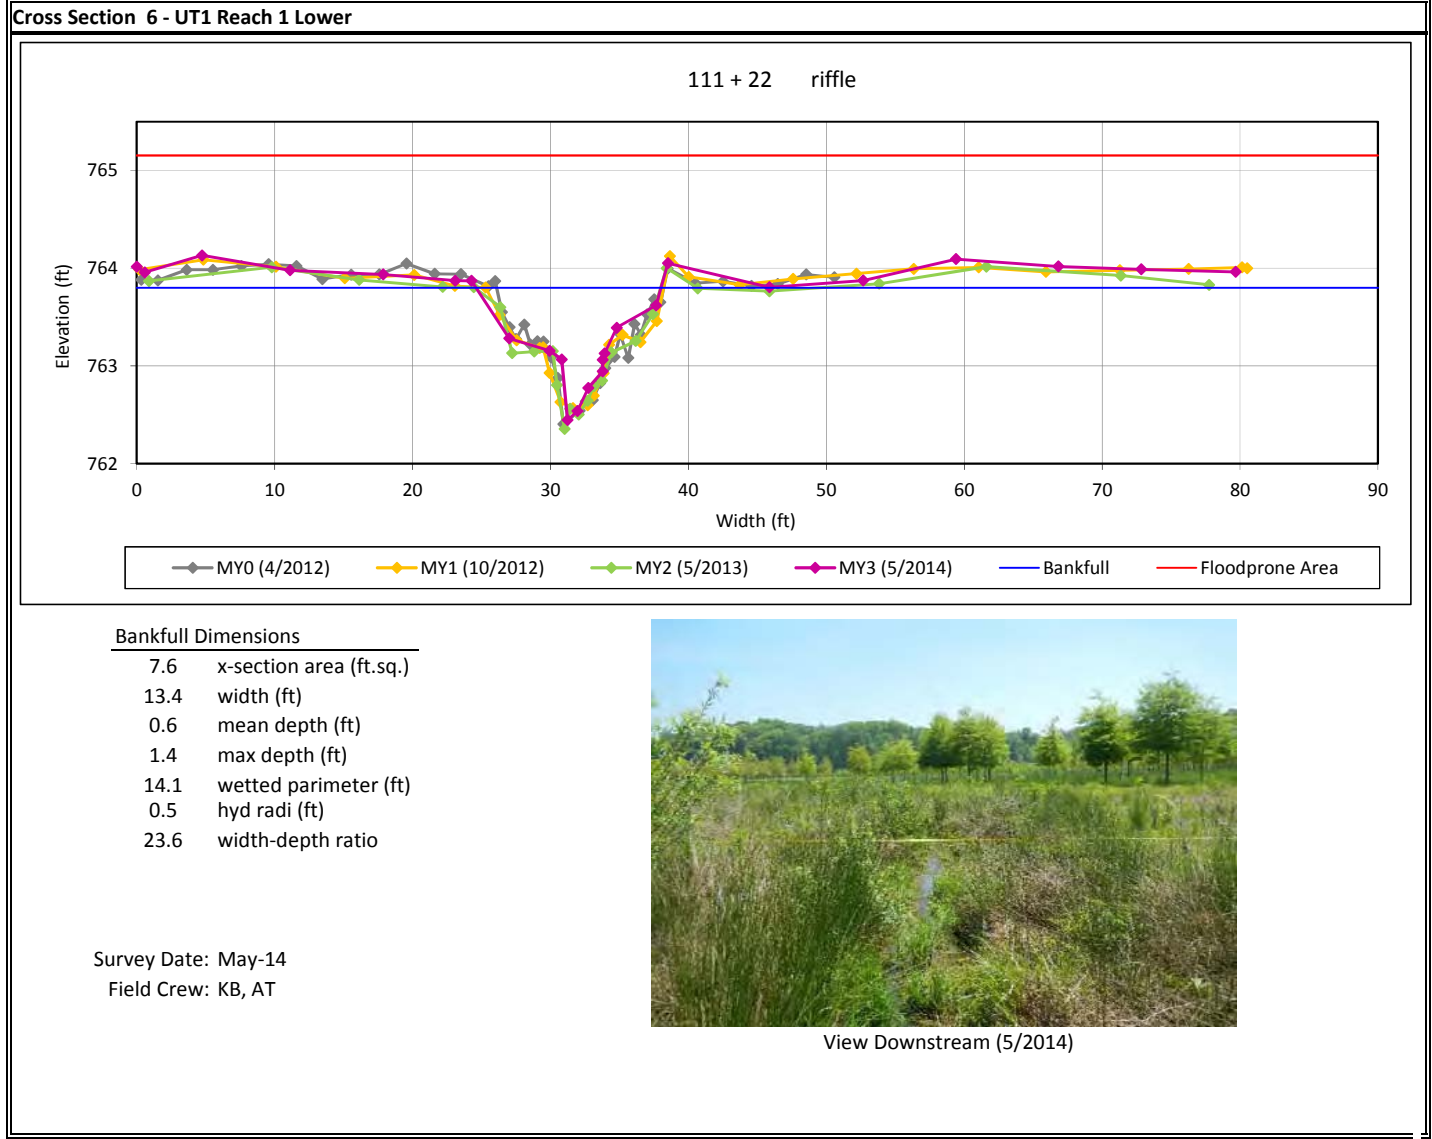 Cross Section 6 - UT1 Reach 1 Lower
111 + 22 riffle
765
764
763
762
Elevation (ft)
0 10 20 30 40 50 60 70 80 90
Width (ft)
MY0 (4/2012) MY1 (10/2012) MY2 (5/2013) MY3 (5/2014) Bankfull Floodprone Area
Bankfull Dimensions
7.6 x-section area (ft.sq.)
13.4 width (ft)
0.6 mean depth (ft)
1.4 max depth (ft)
14.1 wetted parimeter (ft)
0.5 hyd radi (ft)
23.6 width-depth ratio
Survey Date: May-14
Field Crew: KB, AT
View Downstream (5/2014)